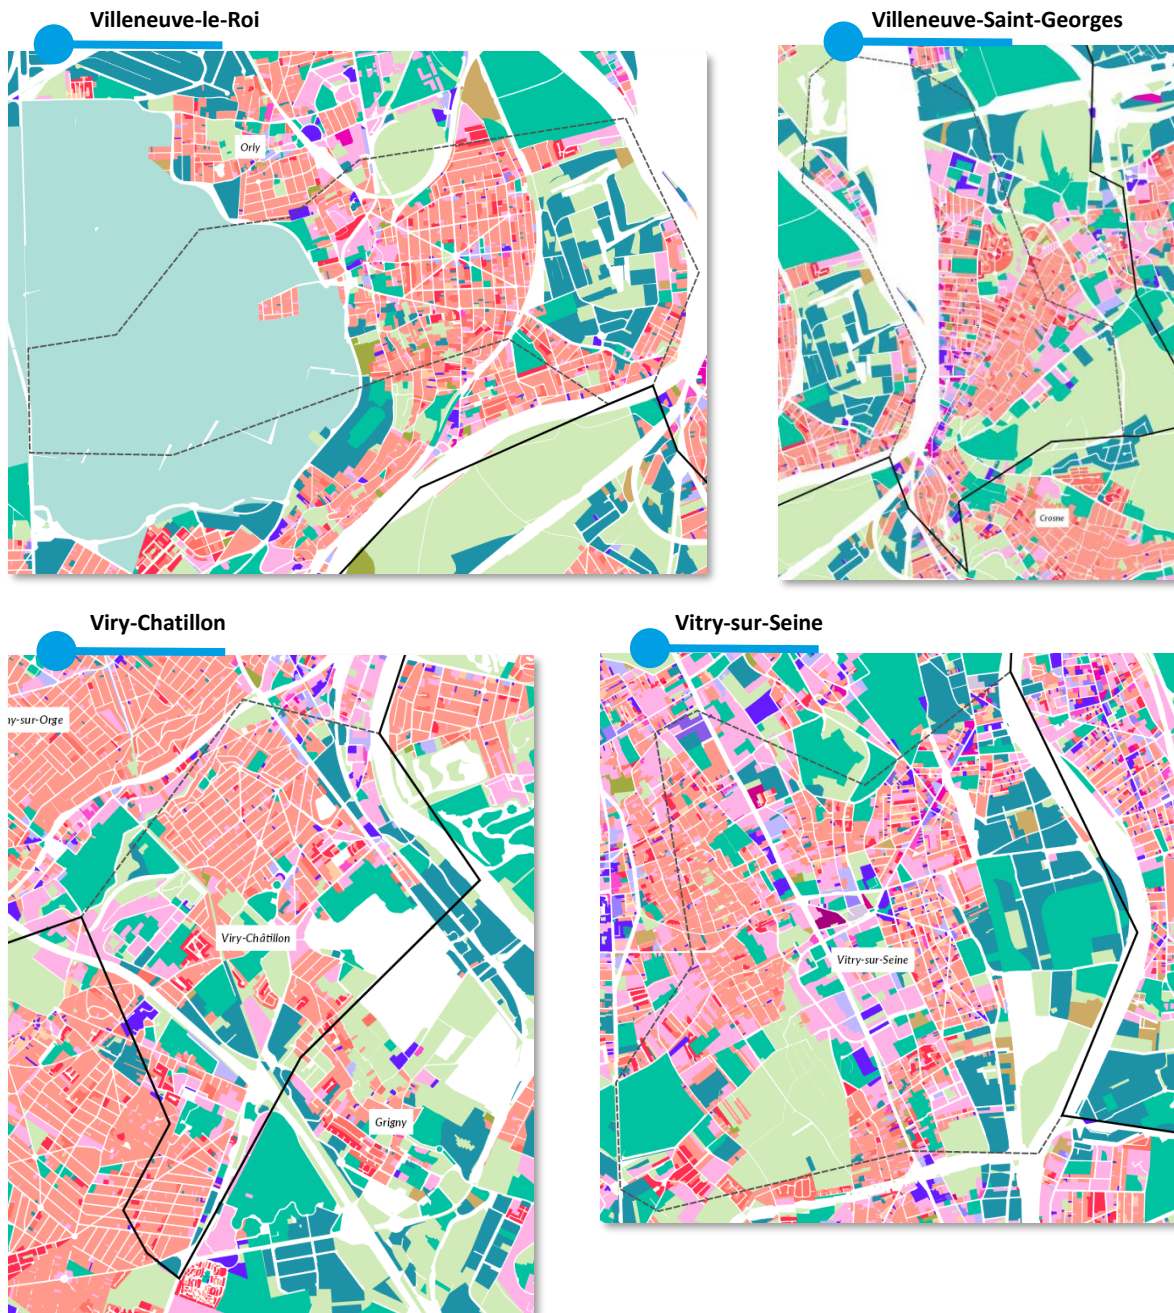 Villeneuve-le-Roi
Villeneuve-Saint-Georges
Orly
Crosne
Viry-Chatillon
Vitry-sur-Seine
ny-sur-Orge
Viry-Châtillon
Vitry-sur-Seine
Grigny